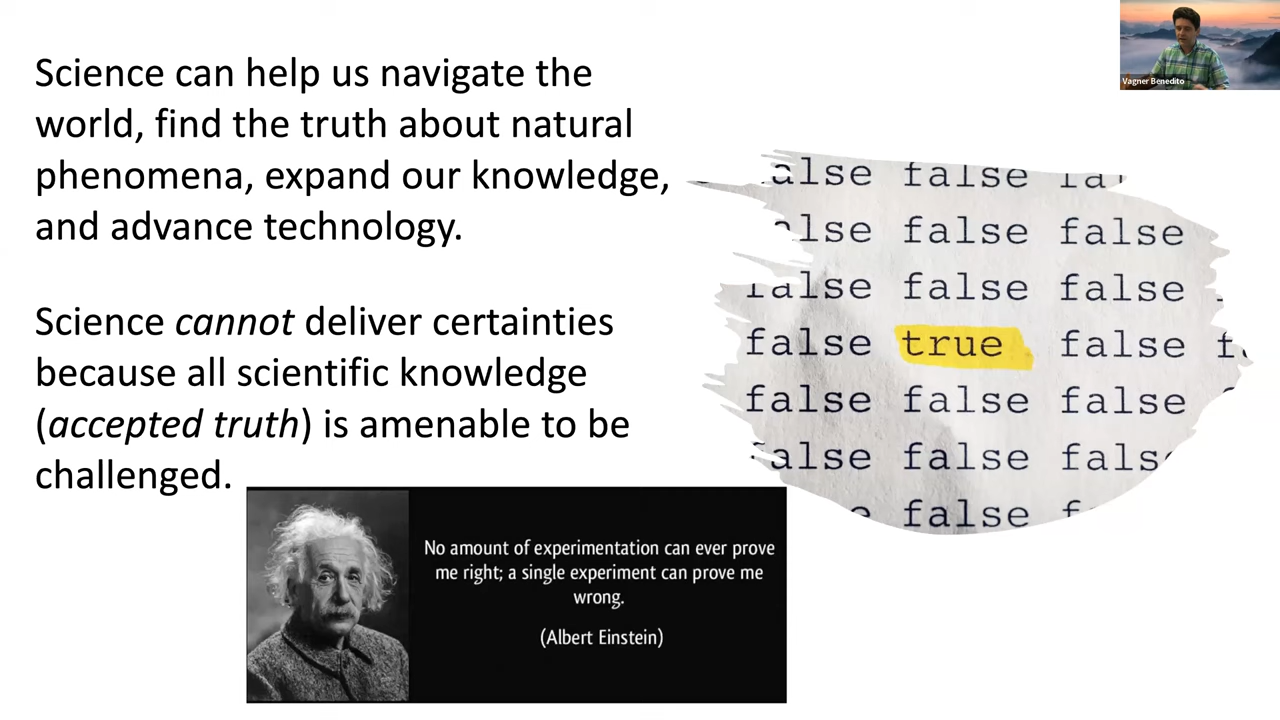 Vagner Benedito
Science can help us navigate the
world, find the truth about natural
phenomena, expand our knowledge,
and advance technology.
Science cannot deliver certainties
because all scientific knowledge
(accepted truth) is amenable to be
challenged.
false
false false
false false
false true false
false false false
false false
false
No amount of experimentation can ever prove
me right; a single experiment can prove me
wrong.
(Albert Einstein)